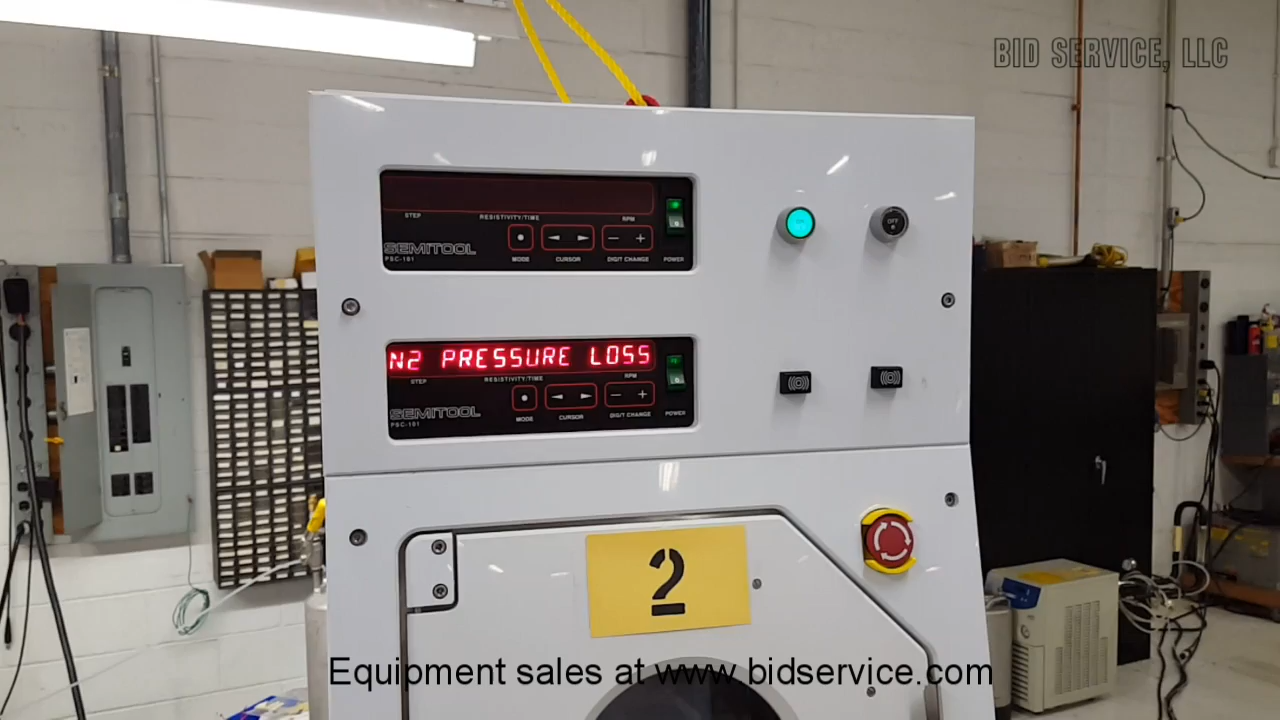 BID SERVICE, LLC
STEP RESISTIVITY/TIME RPM
SEMITOOL
PSC-101
MODE CURSOR DIGIT CHANGE POWER
OFF
N2 PRESSURE LOSS
STEP RESISTIVITY/TIME RPM
SEMITOOL
PSC-101
MODE CURSOR DIGIT CHANGE POWER
2
Equipment sales at www.bidservice.com